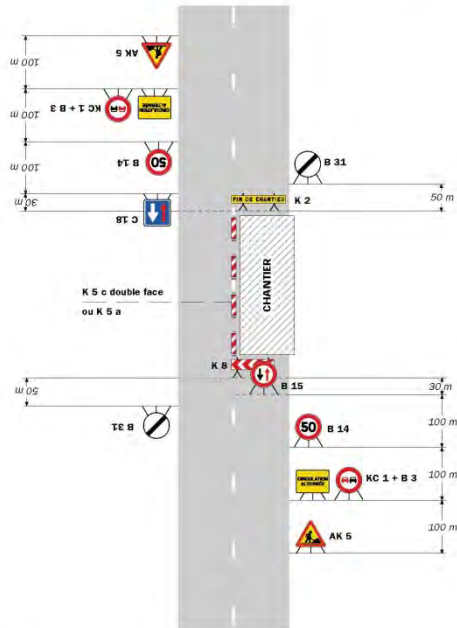 100 m
AK 5
100 m
KC 1 + B 3
CIRCULATION
ALTERNÉE
100 m
B 14
50
30 m
C 18
B 31
50 m
FIN DE CHANTIER
K 2
K 5 c double face
ou K 5 a
CHANTIER
K 8
B 15
50 m
B 31
30 m
50
B 14
100 m
CIRCULATION
ALTERNÉE
KC 1 + B 3
100 m
AK 5
100 m